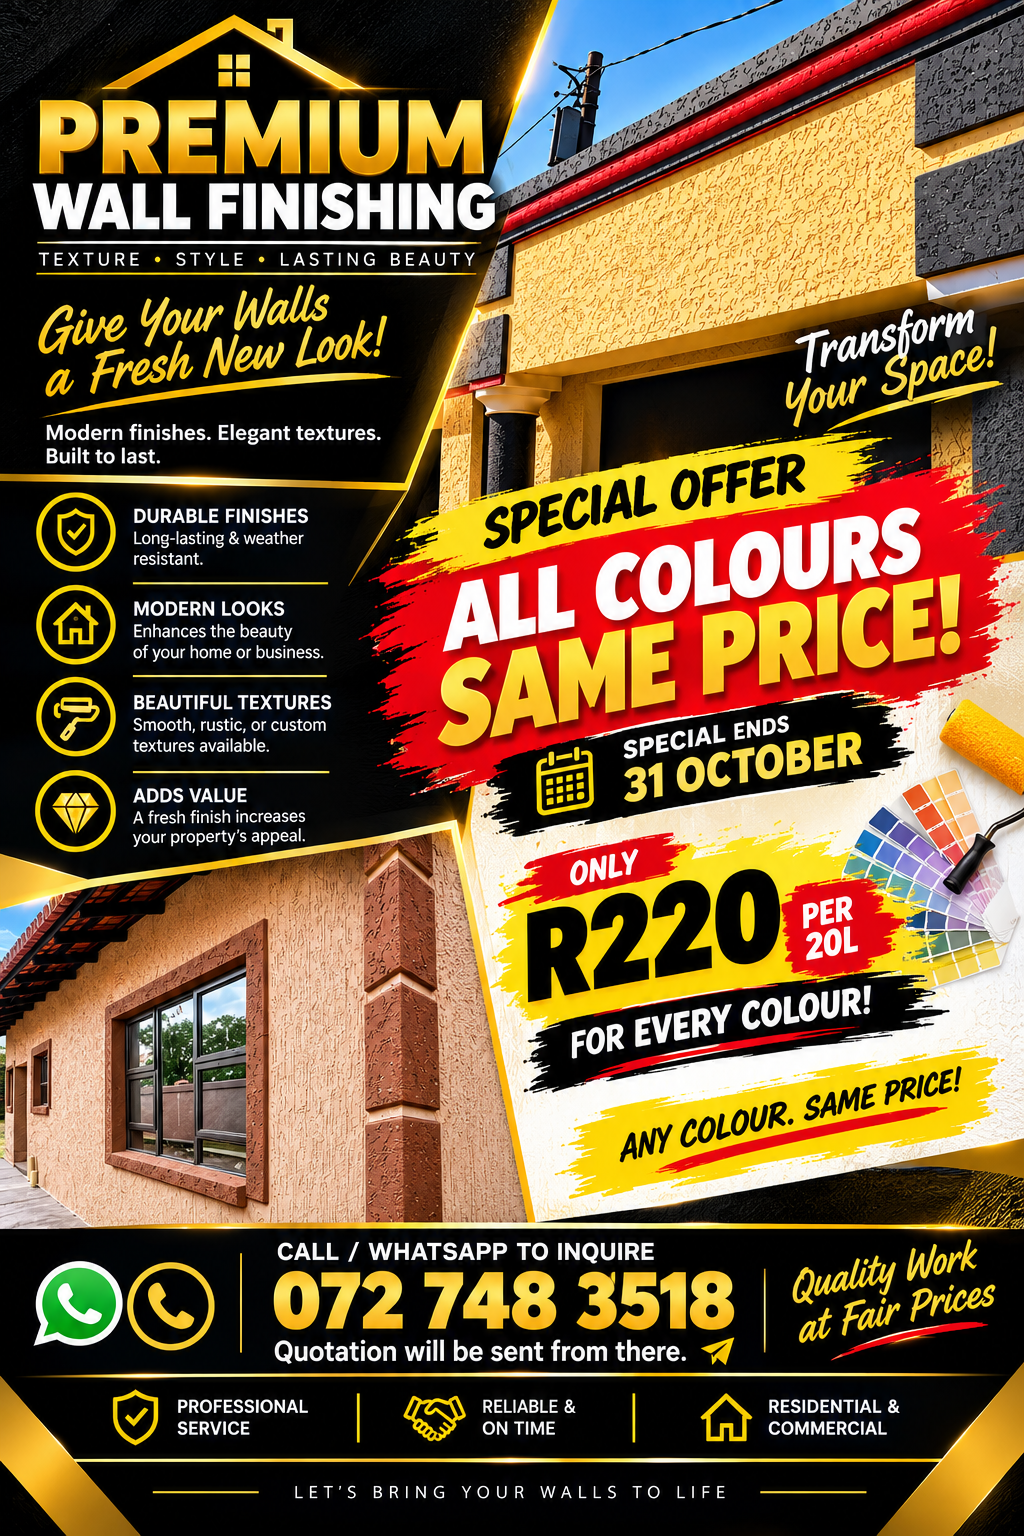 PREMIUM
WALL FINISHING
TEXTURE • STYLE • LASTING BEAUTY
Give Your Walls
a Fresh New Look!
Modern finishes. Elegant textures.
Built to last.
DURABLE FINISHES
Long-lasting & weather
resistant.
MODERN LOOKS
Enhances the beauty
of your home or business.
BEAUTIFUL TEXTURES
Smooth, rustic, or custom
textures available.
ADDS VALUE
A fresh finish increases
your property's appeal.
Transform
Your Space!
SPECIAL OFFER
ALL COLOURS
SAME PRICE!
SPECIAL ENDS
31 OCTOBER
ONLY
R220
PER
20L
FOR EVERY COLOUR!
ANY COLOUR. SAME PRICE!
CALL / WHATSAPP TO INQUIRE
072 748 3518
Quotation will be sent from there.
Quality Work
at Fair Prices
PROFESSIONAL
SERVICE
RELIABLE &
ON TIME
RESIDENTIAL &
COMMERCIAL
LET'S BRING YOUR WALLS TO LIFE